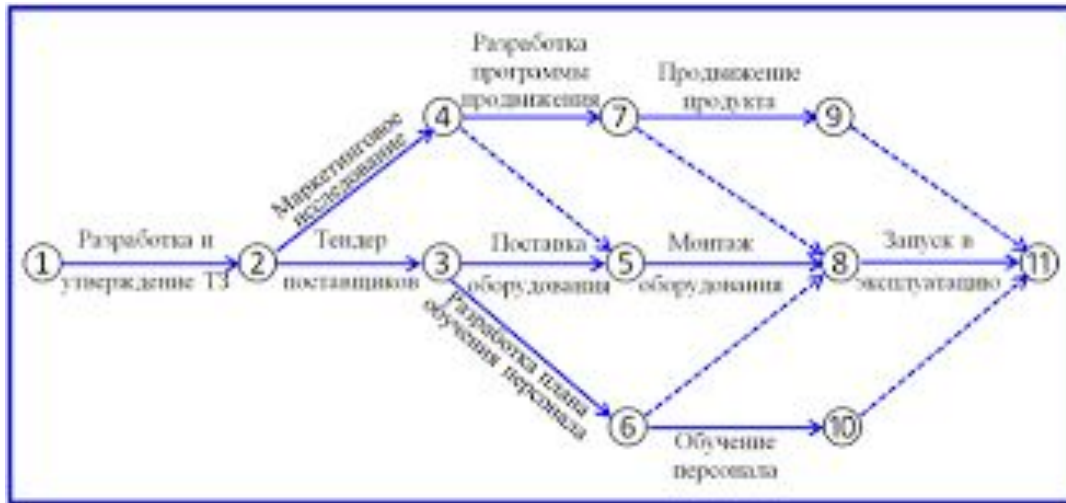 Разработка
программы
продвижения
Продвижение
продукта
4
7
9
Маркетинговое
исследование
Разработка и
утверждение ТЗ
Тендер
поставщиков
Поставка
оборудования
Монтаж
оборудования
Запуск в
эксплуатацию
1
2
3
5
8
11
Разработка плана
обучения персонала
6
10
Обучение
персонала